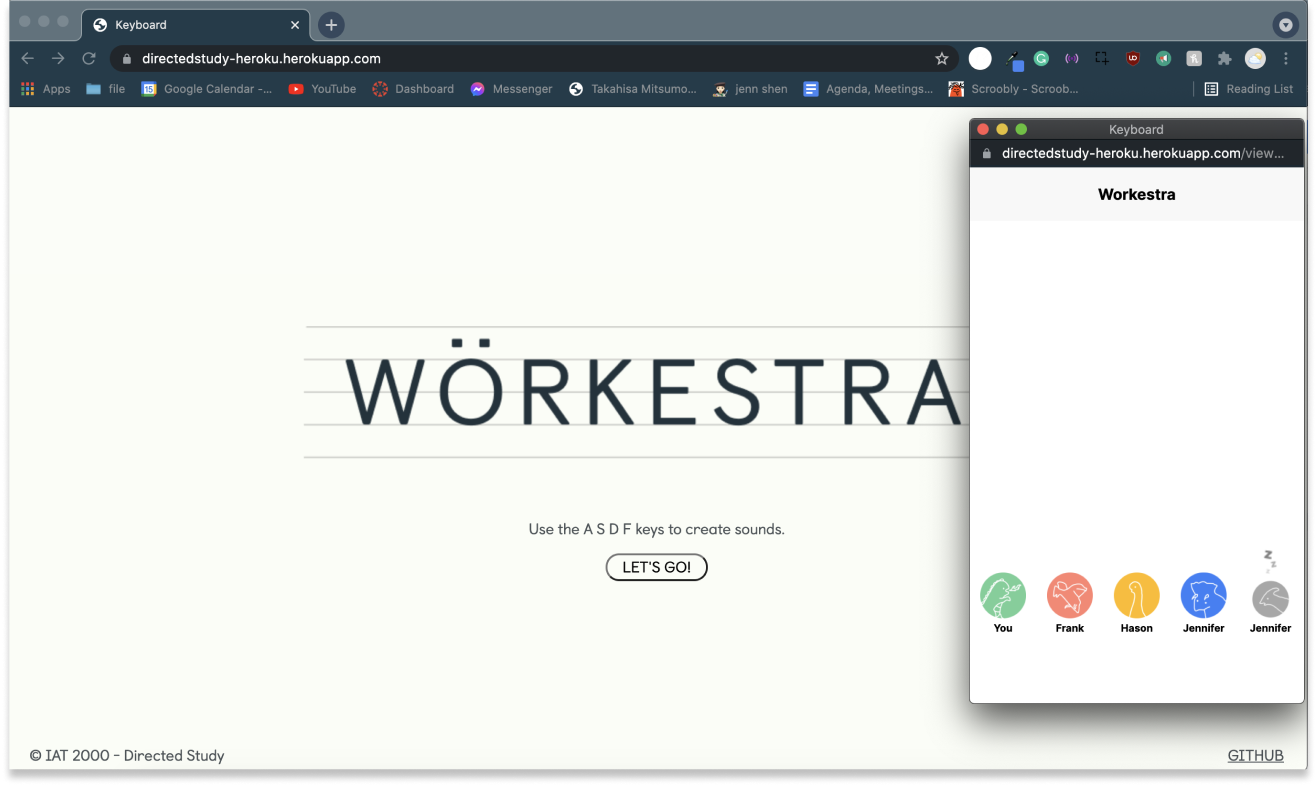 Keyboard
directedstudy-heroku.herokuapp.com
Apps file 15 Google Calendar -... YouTube Dashboard Messenger Takahisa Mitsumo... jenn shen Agenda, Meetings... Scroobly - Scroob... Reading List
Keyboard
directedstudy-heroku.herokuapp.com/view...
Workestra
WÖRKESTRA
Use the A S D F keys to create sounds.
LET'S GO!
z
z
You Frank Hason Jennifer Jennifer
© IAT 2000 - Directed Study
GITHUB